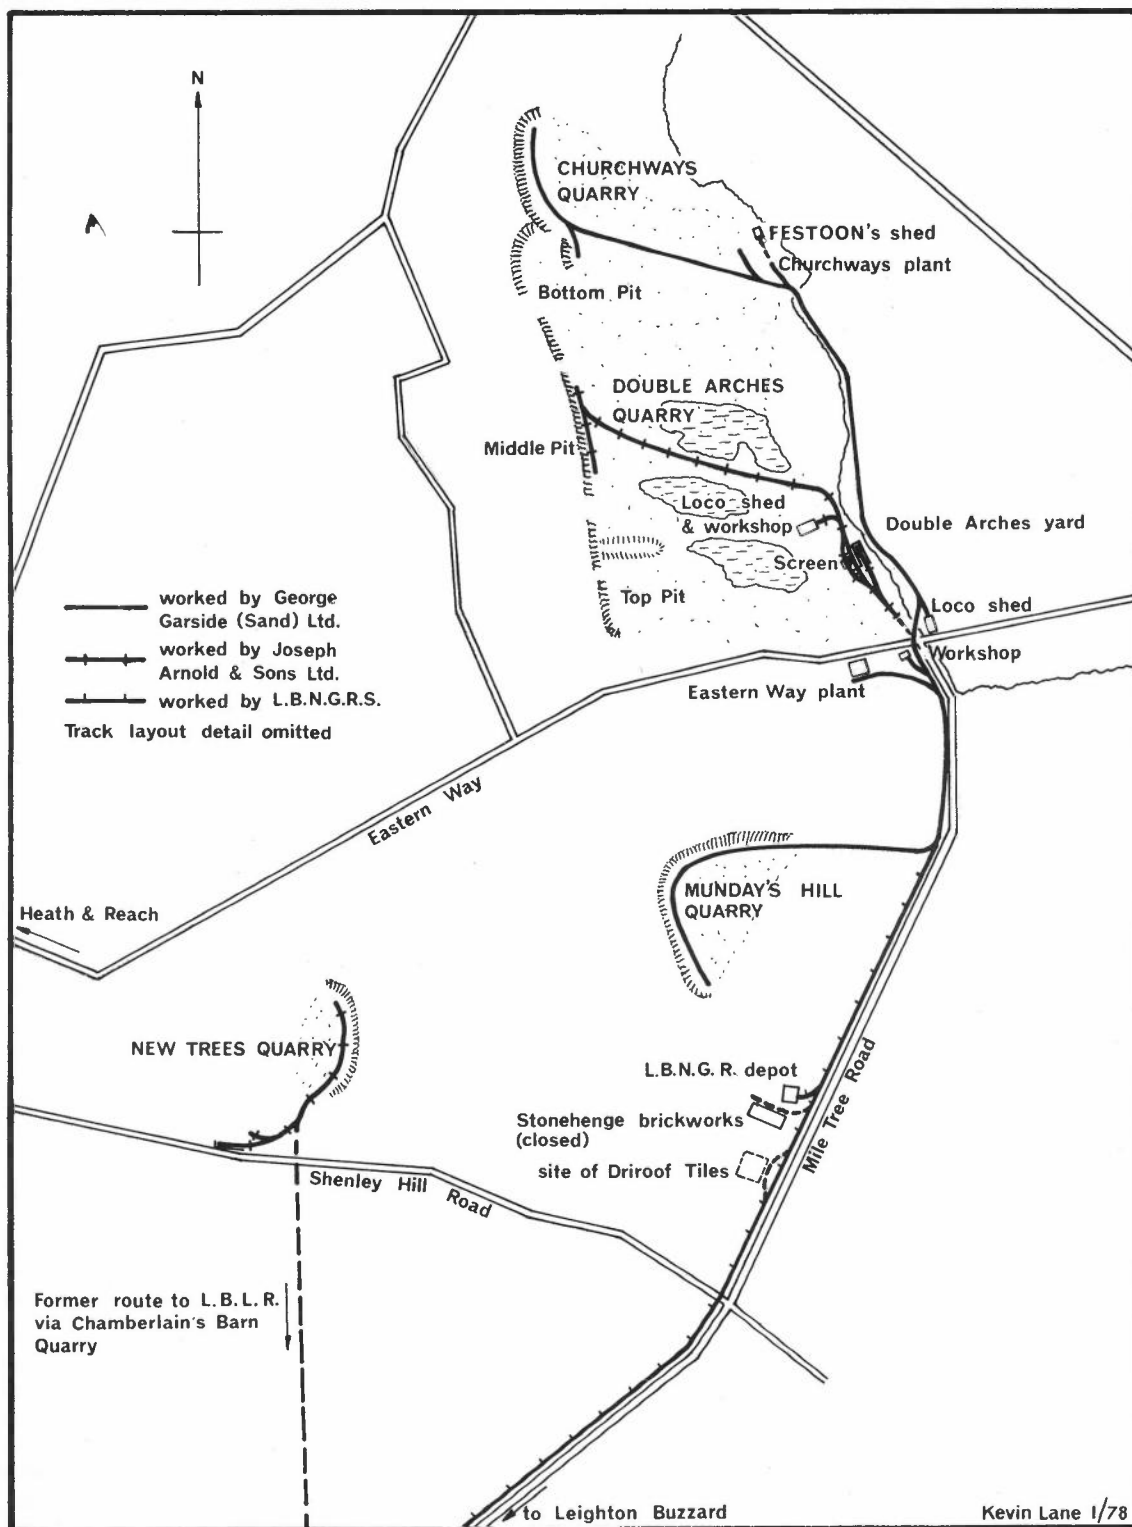 N
CHURCHWAYS
QUARRY
FESTOON's shed
Churchways plant
Bottom Pit
DOUBLE ARCHES
QUARRY
Middle Pit
Loco shed
& workshop
Double Arches yard
Screen
Top Pit
Loco shed
Workshop
Eastern Way plant
worked by George
Garside (Sand) Ltd.
worked by Joseph
Arnold & Sons Ltd.
worked by L.B.N.G.R.S.
Track layout detail omitted
Eastern Way
Heath & Reach
MUNDAY'S HILL
QUARRY
NEW TREES QUARRY
L.B.N.G.R. depot
Stonehenge brickworks
(closed)
site of Driroof Tiles
Mile Tree Road
Shenley Hill Road
Former route to L.B.L.R.
via Chamberlain's Barn
Quarry
to Leighton Buzzard
Kevin Lane 1/78